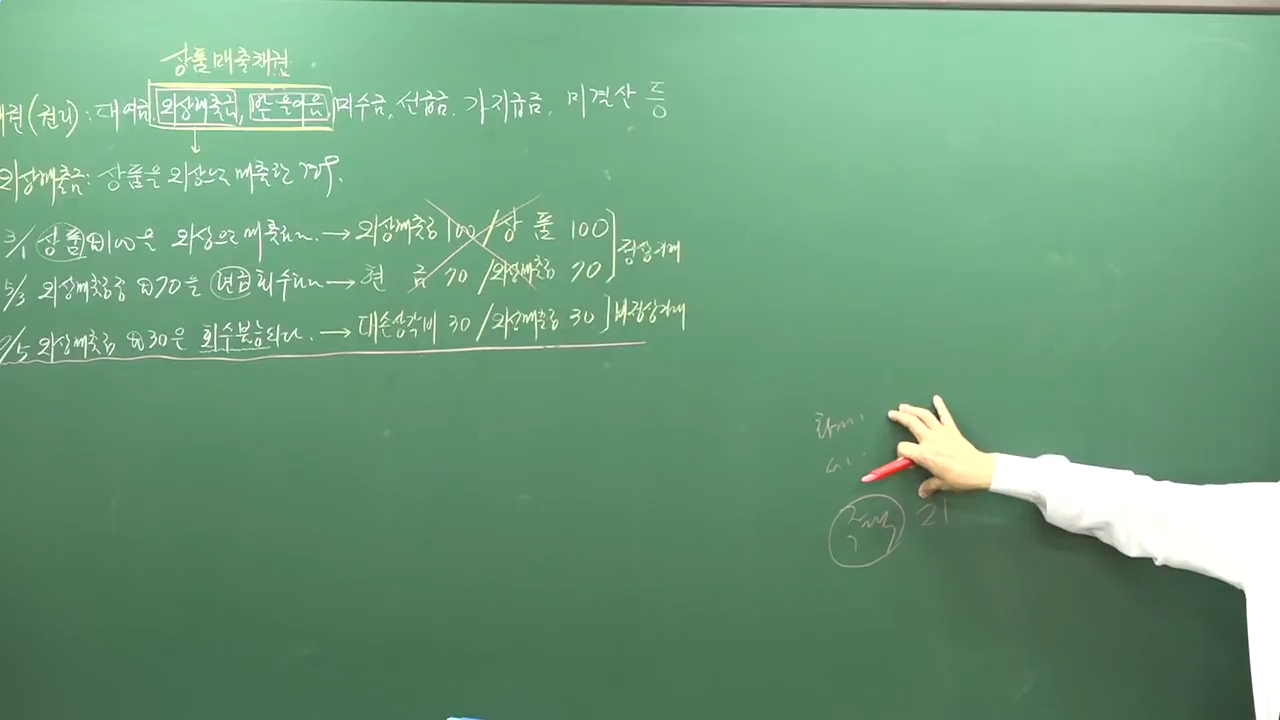 상품매출채권
채권(권리): 대여금, 외상매출금, 받을어음, 미수금, 선급금, 가지급금, 미결산 등
외상매출금: 상품을 외상으로 매출한 경우.
3/1 상품 ₩100을 외상으로 매출하다. → 외상매출금 100 / 상 품 100 ] 정상거래
5/3 외상매출금중 ₩70을 현금 회수하다 → 현 금 70 / 외상매출금 70
/5 외상매출금 ₩30은 회수불능되다. → 대손상각비 30 / 외상매출금 30 ] 비정상거래
21